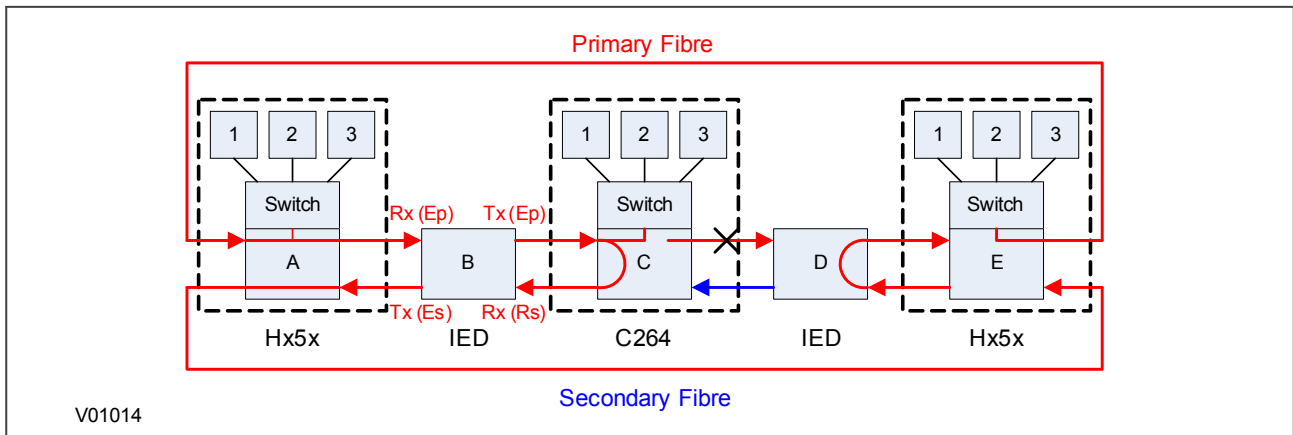 Primary Fibre
1 2 3
1 2 3
1 2 3
Switch
Switch
Switch
Rx (Ep)
Tx (Ep)
A
B
C
D
E
Tx (Es)
Rx (Rs)
Hx5x
IED
C264
IED
Hx5x
Secondary Fibre
V01014